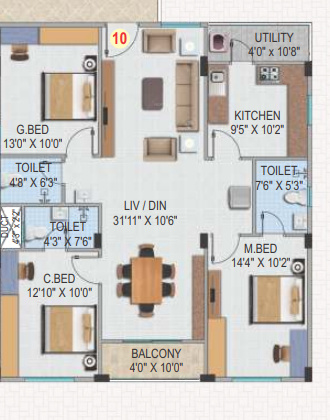 10
UTILITY
4'0" X 10'8"
KITCHEN
9'5" X 10'2"
G.BED
13'0" X 10'0"
TOILET
4'8" X 6'3"
TOILET
7'6" X 5'3"
LIV / DIN
31'11" X 10'6"
DUCT
4'3" X 2'2"
TOILET
4'3" X 7'6"
M.BED
14'4" X 10'2"
C.BED
12'10" X 10'0"
BALCONY
4'0" X 10'0"